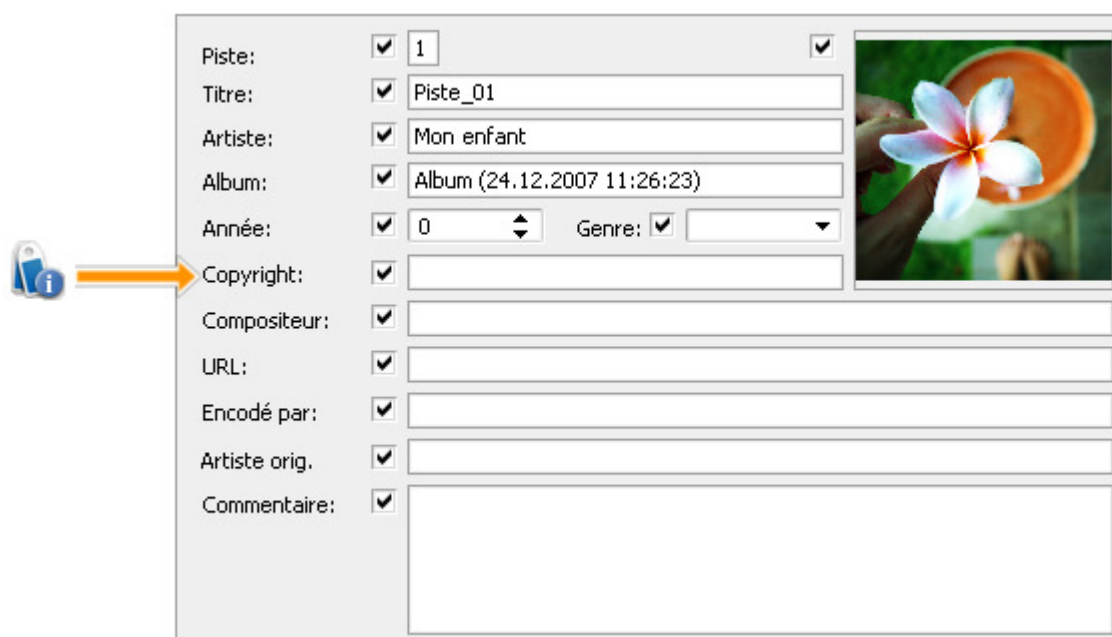 Piste: 1
Titre: Piste_01
Artiste: Mon enfant
Album: Album (24.12.2007 11:26:23)
Année: 0 Genre:
Copyright:
Compositeur:
URL:
Encodé par:
Artiste orig.
Commentaire: